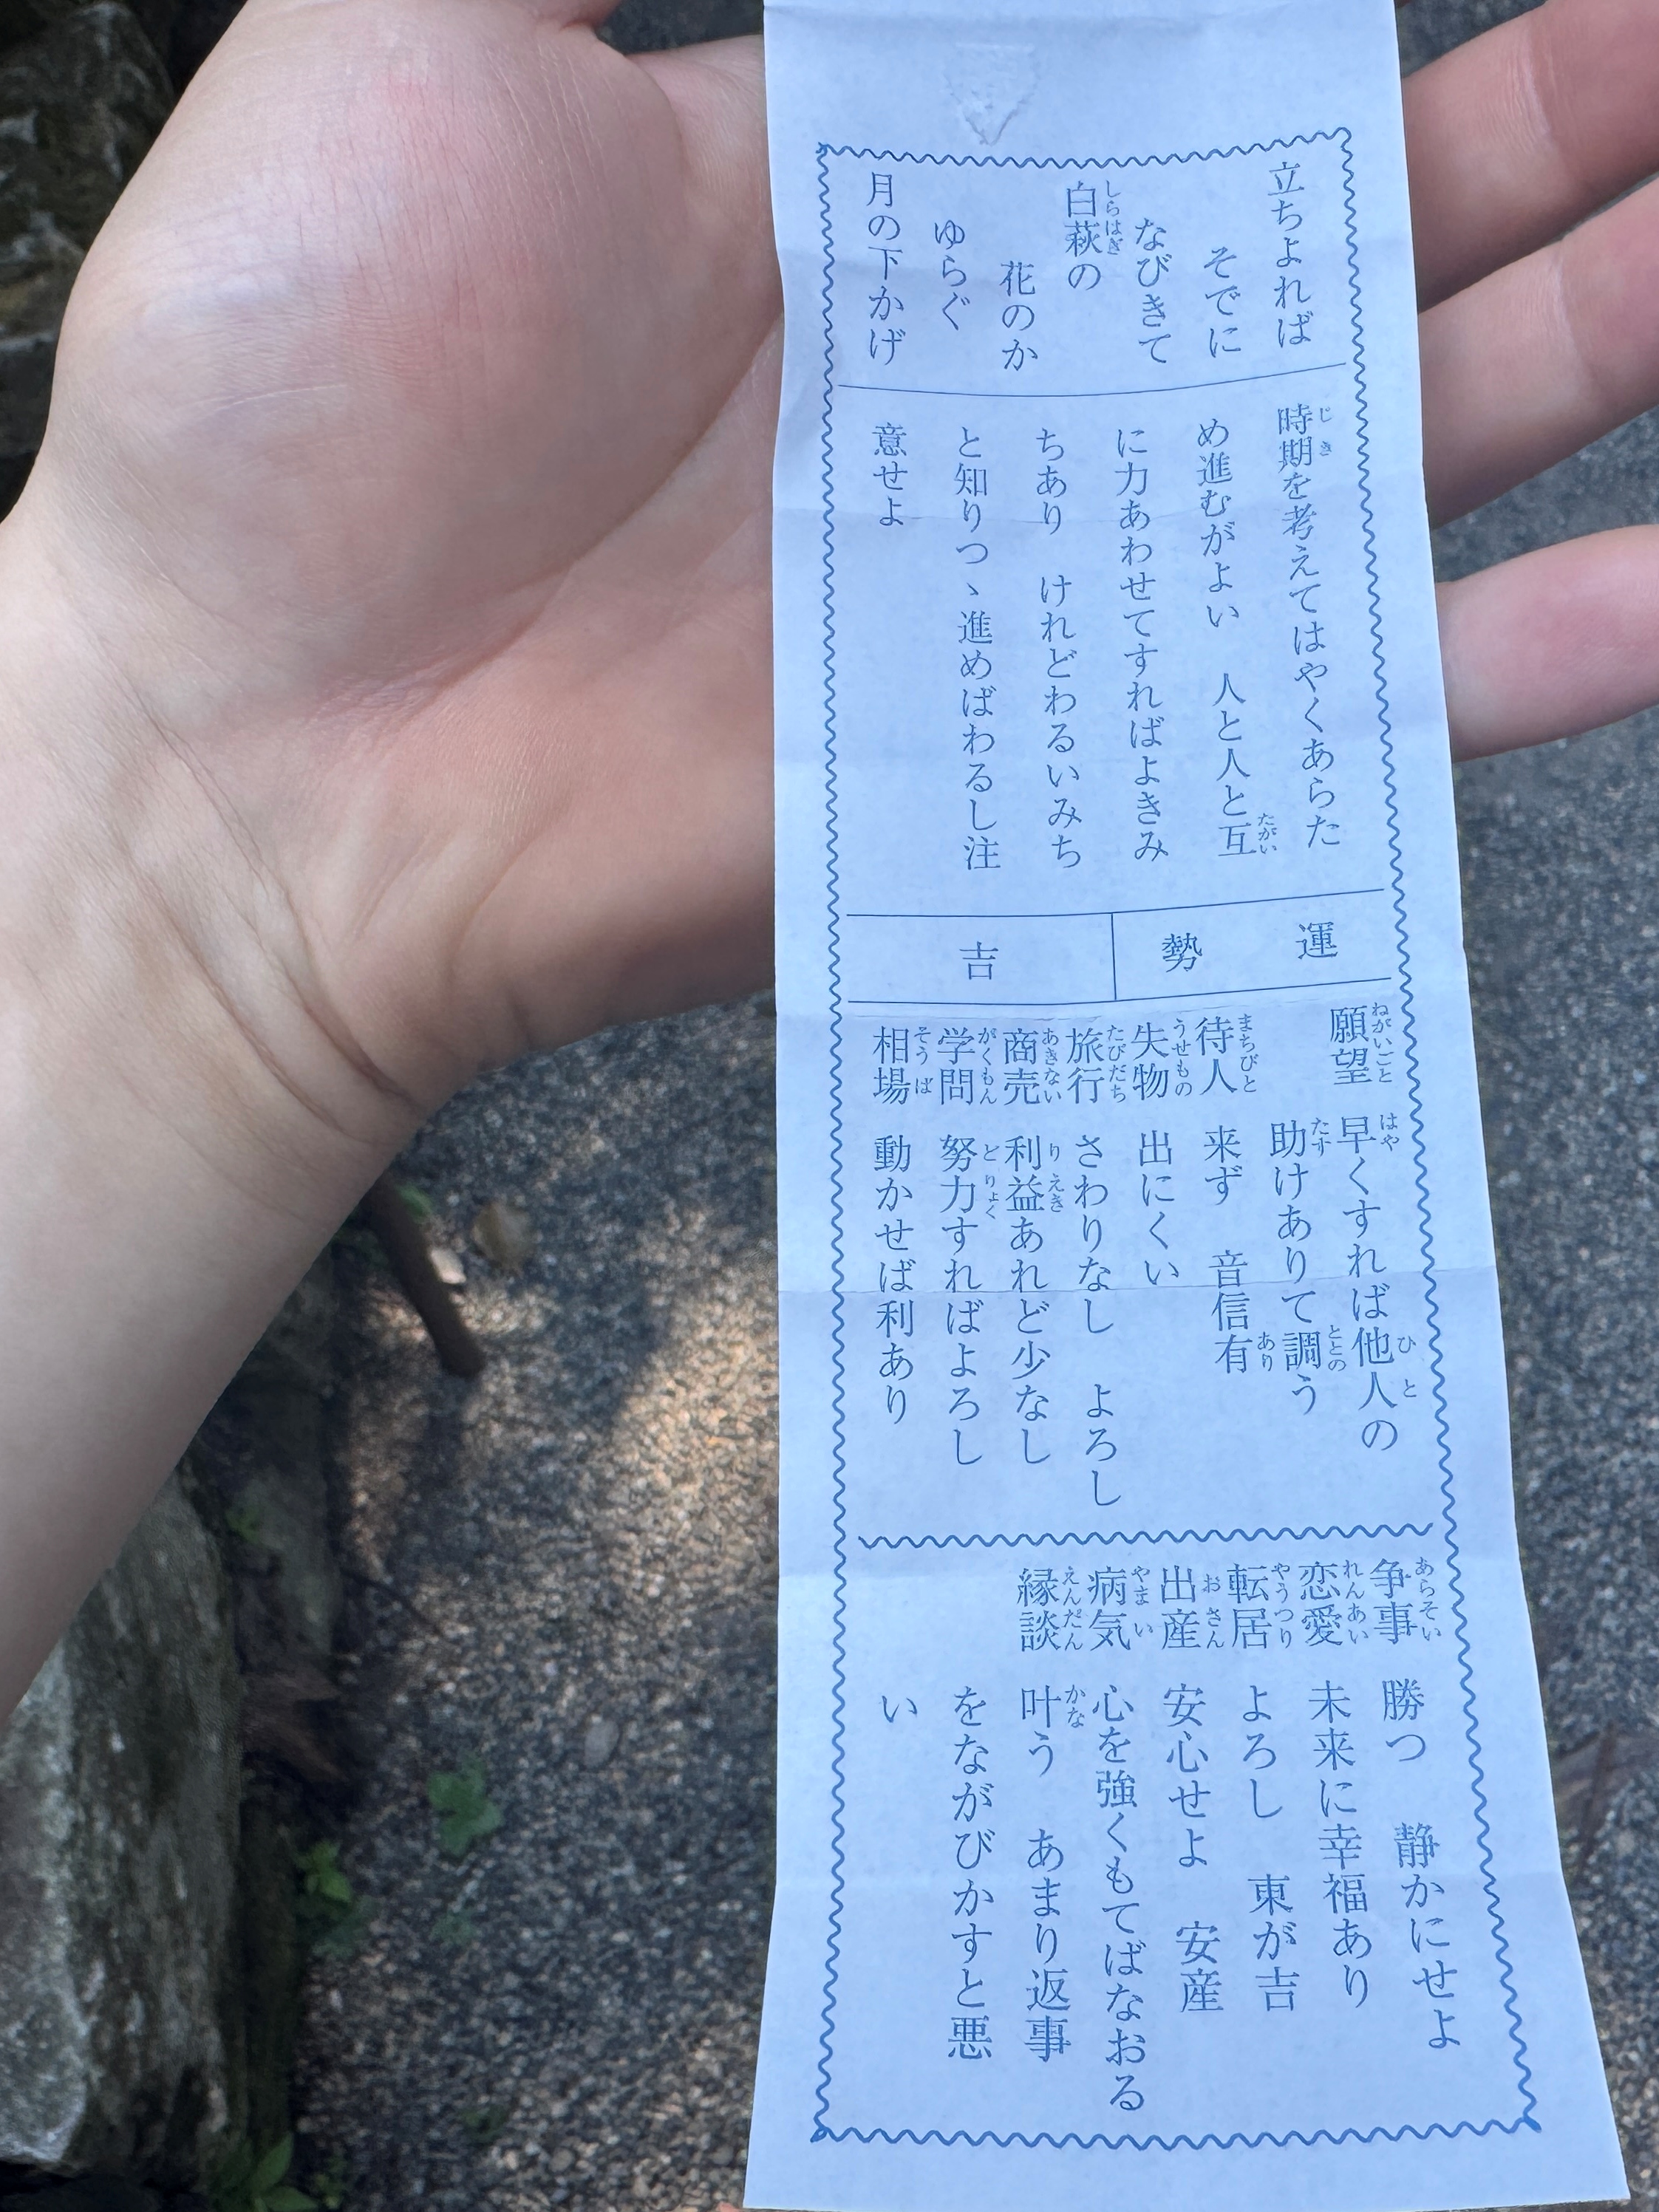 立ちよれば
そでに
なびきて
白萩の
花のか
ゆらぐ
月の下かげ
時期を考えてはやくあらた
め進むがよい　人と人と互
に力あわせてすればよきみ
ちあり　けれどわるいみち
と知りつゝ進めばわるし注
意せよ
運勢
吉
願望　早くすれば他人の
助けありて調う
待人　来ず　音信有
失物　出にくい
旅行　さわりなし　よろし
商売　利益あれど少なし
学問　努力すればよろし
相場　動かせば利あり
争事　勝つ　静かにせよ
恋愛　未来に幸福あり
転居　よろし　東が吉
出産　安心せよ　安産
病気　心を強くもてばなおる
縁談　叶う　あまり返事
をながびかすと悪
い